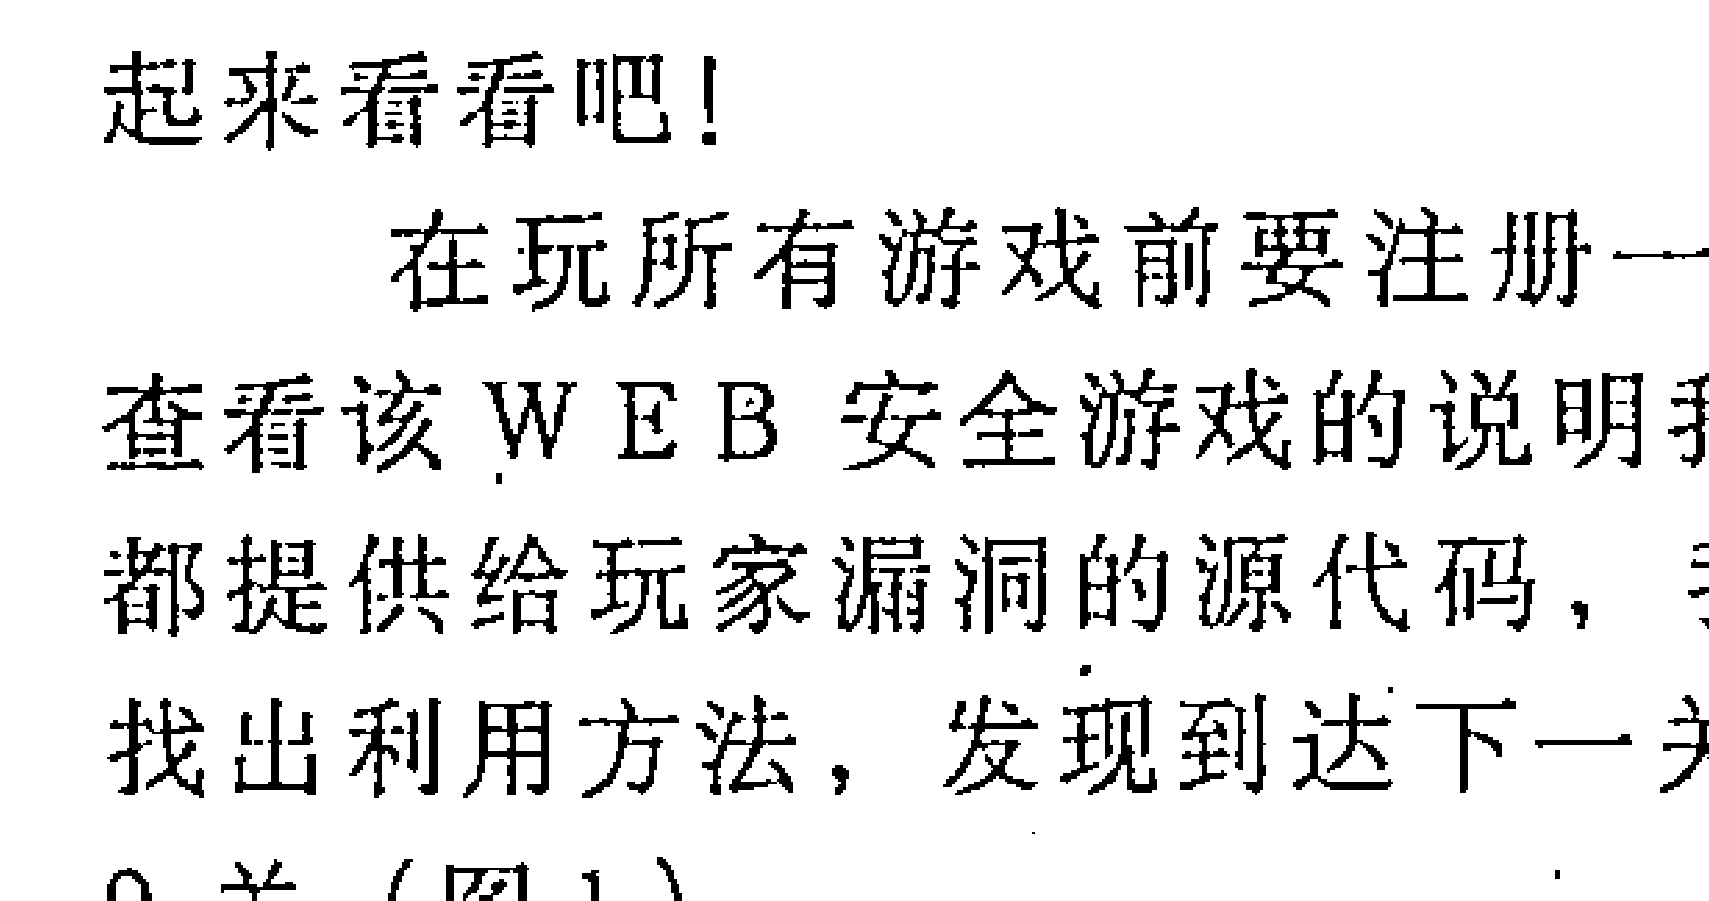 起来看看吧!
在玩所有游戏前要注册一
查看该WEB安全游戏的说明
都提供给玩家漏洞的源代码,
找出利用方法,发现到达下一
(图1)